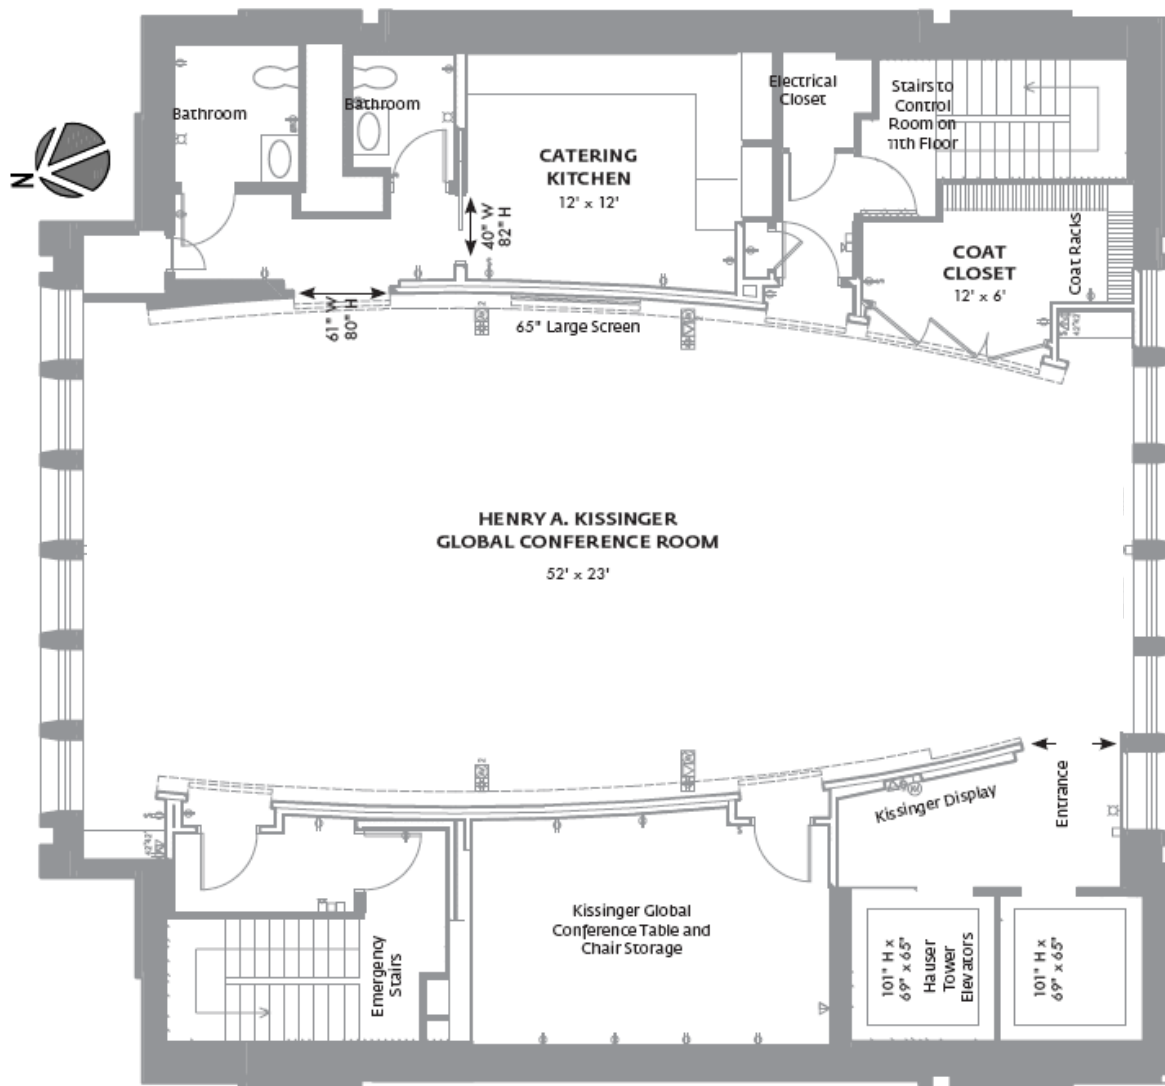 Bathroom
Bathroom
Electrical
Closet
Stairs to
Control
Room on
11th Floor
N
CATERING
KITCHEN
12' x 12'
40" W
82" H
COAT
CLOSET
12' x 6'
Coat Racks
61" W
80" H
65" Large Screen
HENRY A. KISSINGER
GLOBAL CONFERENCE ROOM
52' x 23'
Kissinger Display
Entrance
Kissinger Global
Conference Table and
Chair Storage
Emergency
Stairs
101" H x
69" x 65"
Hauser
Tower
Elevators
101" H x
69" x 65"